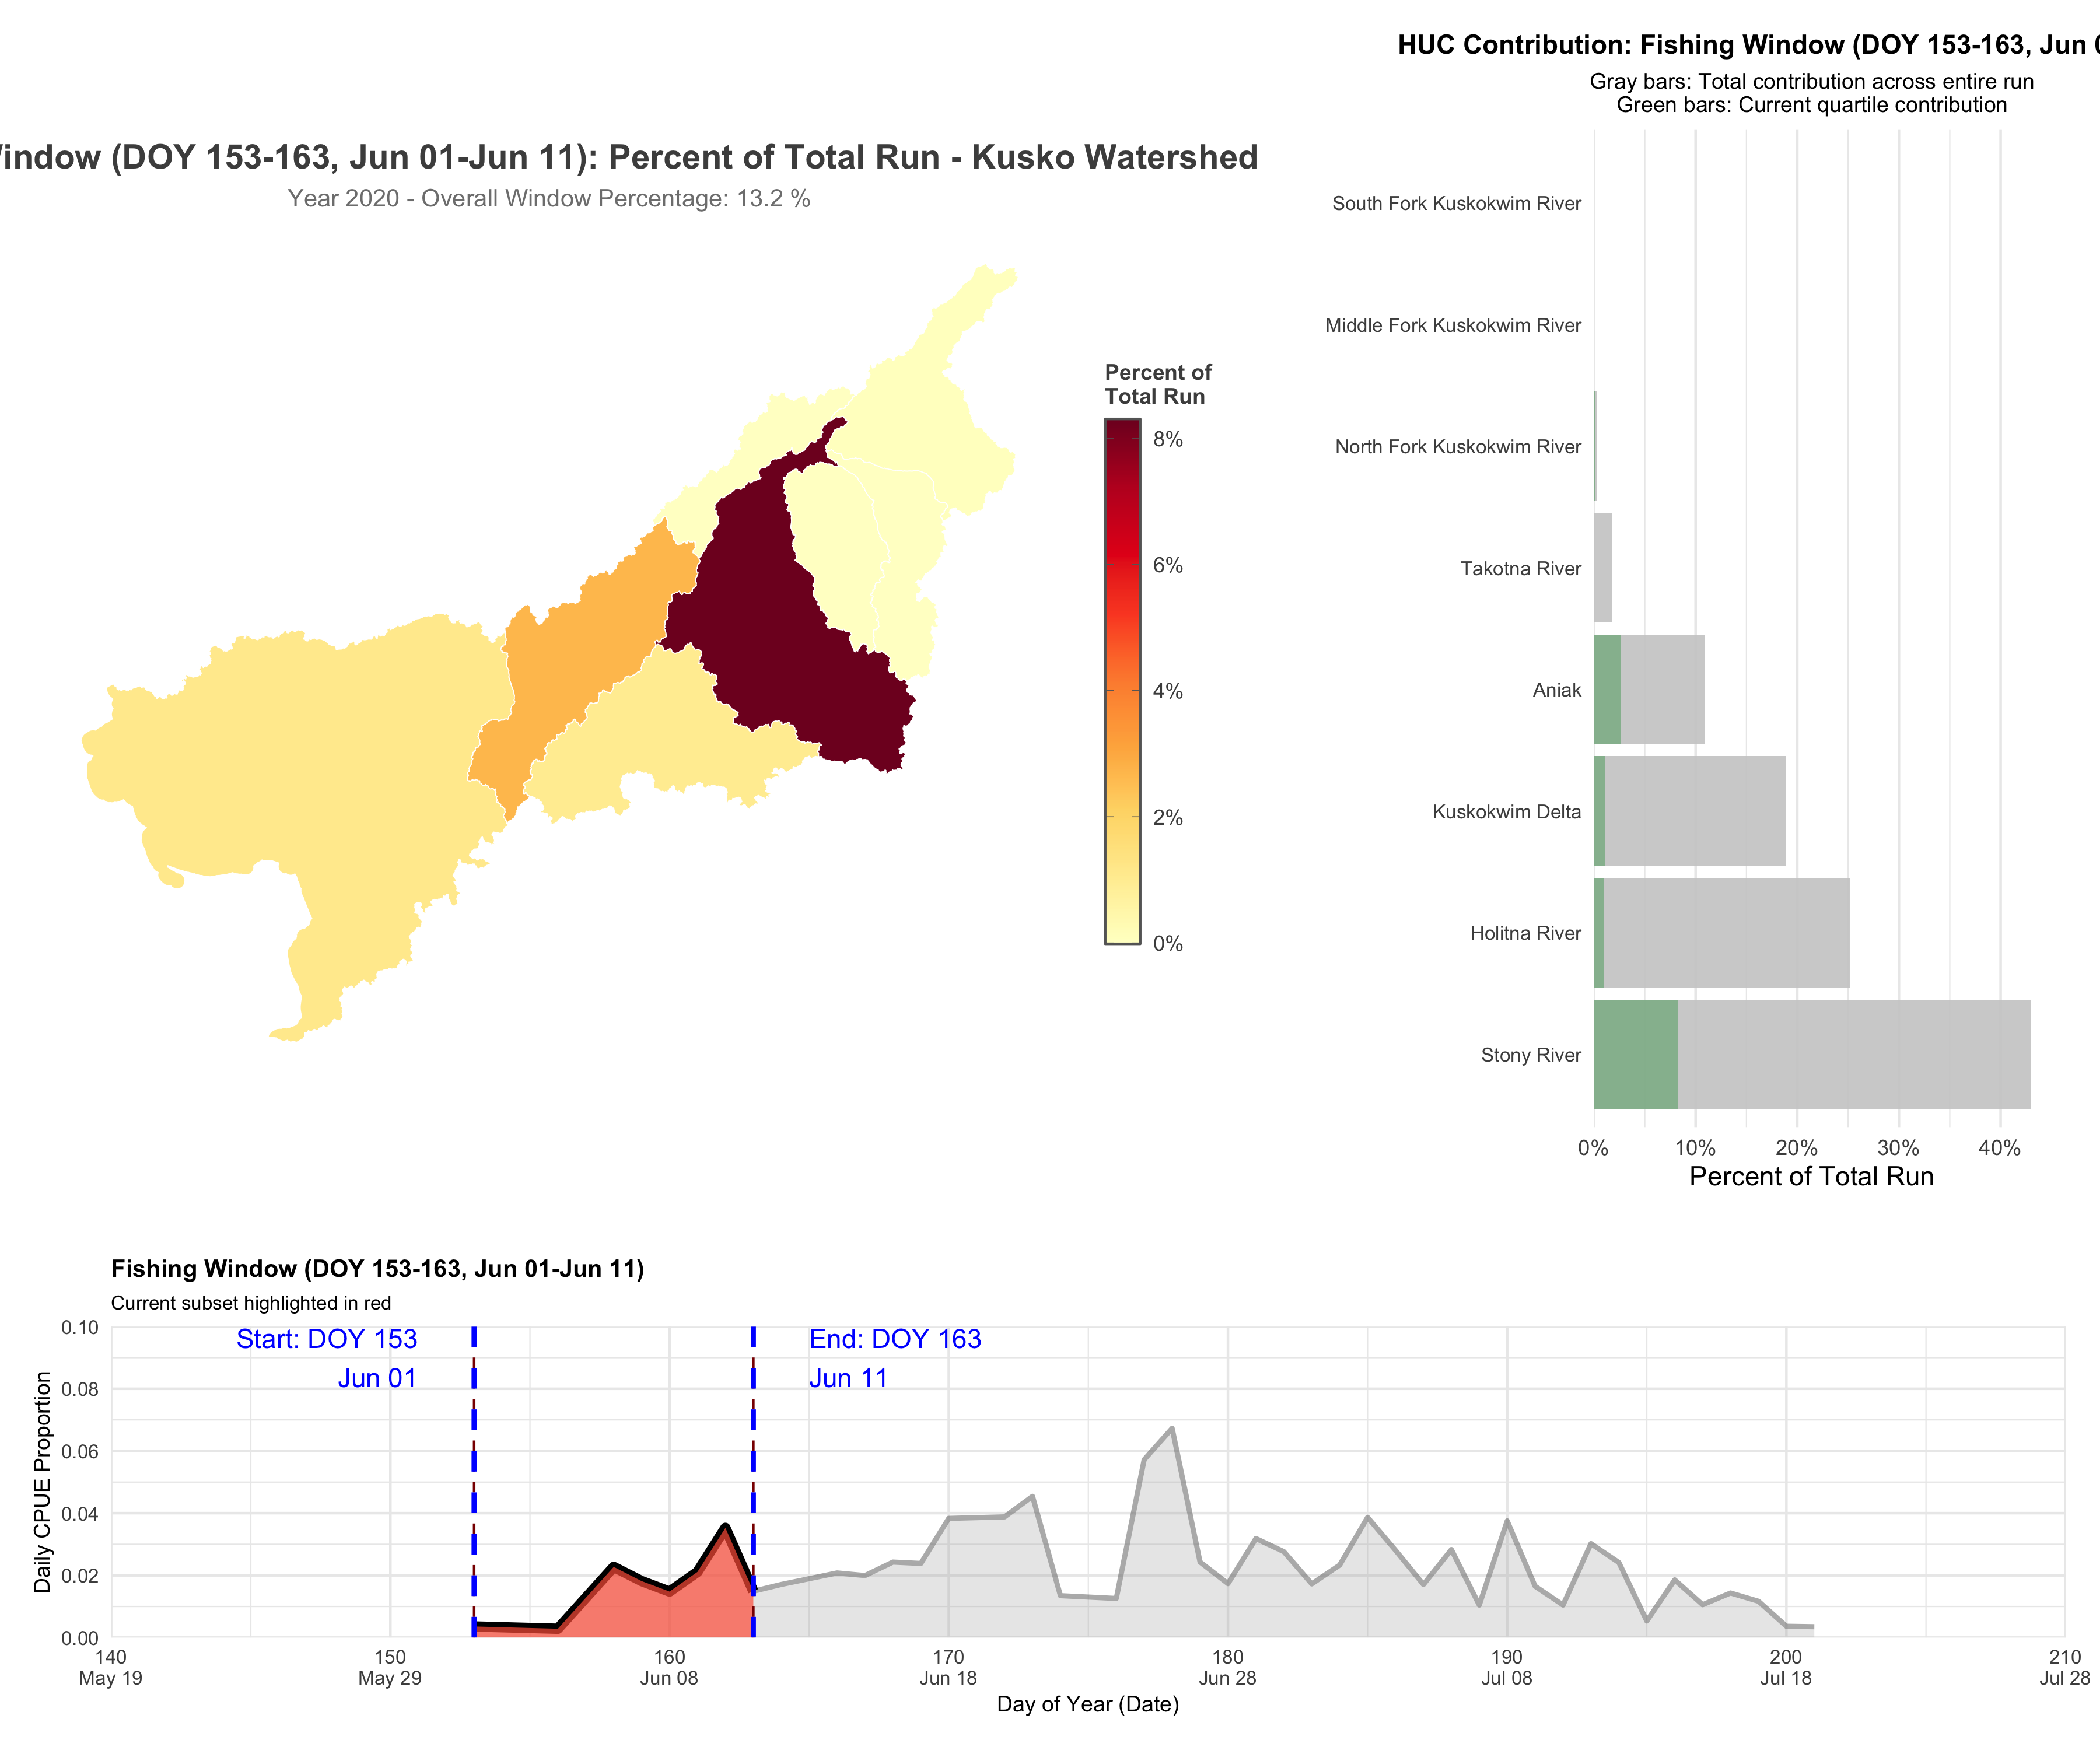 indow (DOY 153-163, Jun 01-Jun 11): Percent of Total Run - Kusko Watershed
Year 2020 - Overall Window Percentage: 13.2 %
Percent of
Total Run
8%
6%
4%
2%
0%
HUC Contribution: Fishing Window (DOY 153-163, Jun
Gray bars: Total contribution across entire run
Green bars: Current quartile contribution
South Fork Kuskokwim River
Middle Fork Kuskokwim River
North Fork Kuskokwim River
Takotna River
Aniak
Kuskokwim Delta
Holitna River
Stony River
0% 10% 20% 30% 40%
Percent of Total Run
Fishing Window (DOY 153-163, Jun 01-Jun 11)
Current subset highlighted in red
Start: DOY 153
Jun 01
End: DOY 163
Jun 11
Daily CPUE Proportion
0.10
0.08
0.06
0.04
0.02
0.00
140 150 160 170 180 190 200 210
May 19 May 29 Jun 08 Jun 18 Jun 28 Jul 08 Jul 18 Jul 28
Day of Year (Date)